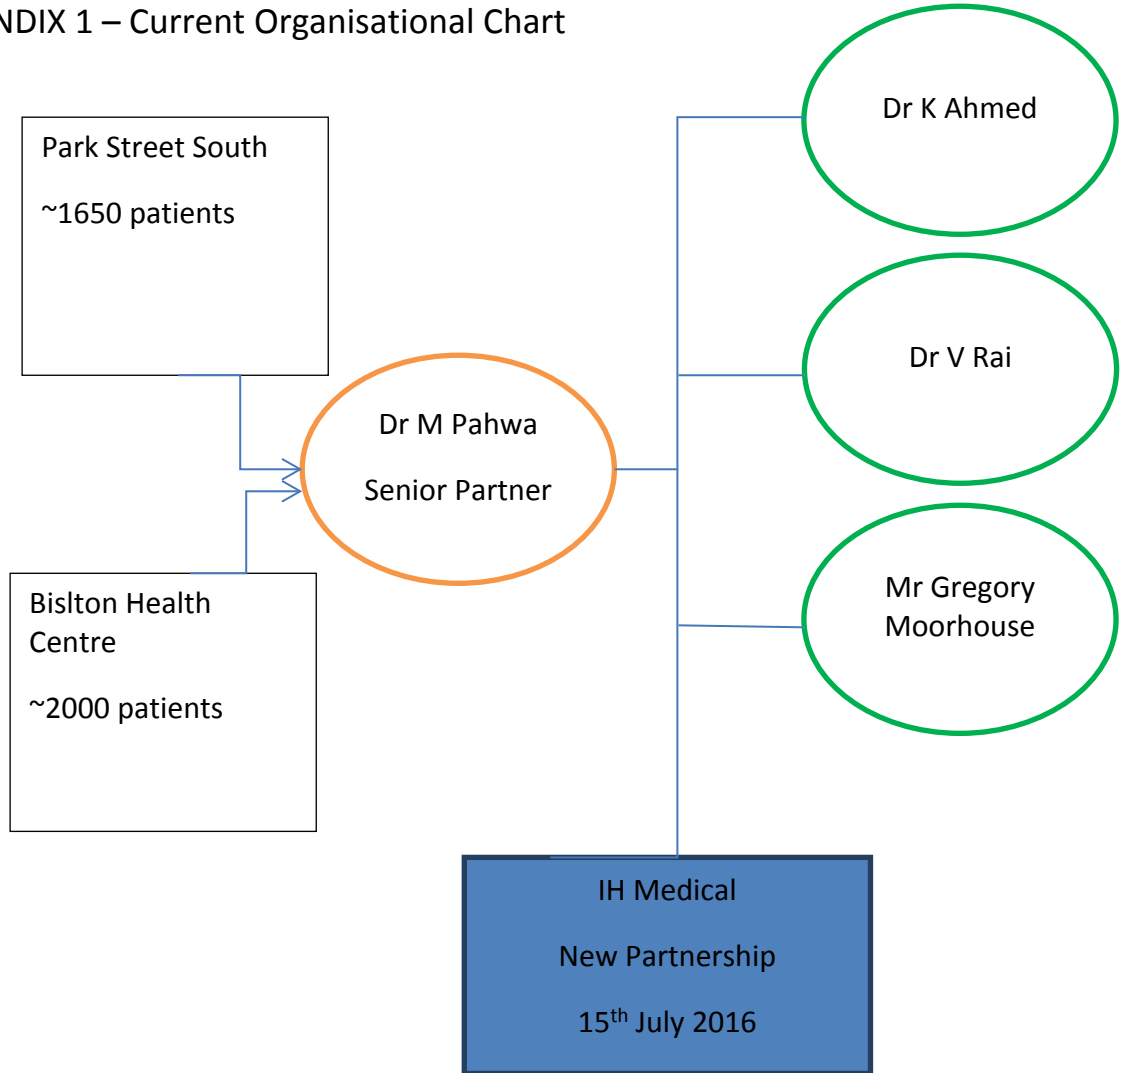 NDIX 1 – Current Organisational Chart
Park Street South
~1650 patients
Dr K Ahmed
Dr V Rai
Dr M Pahwa
Senior Partner
Bislton Health
Centre
~2000 patients
Mr Gregory
Moorhouse
IH Medical
New Partnership
15th July 2016